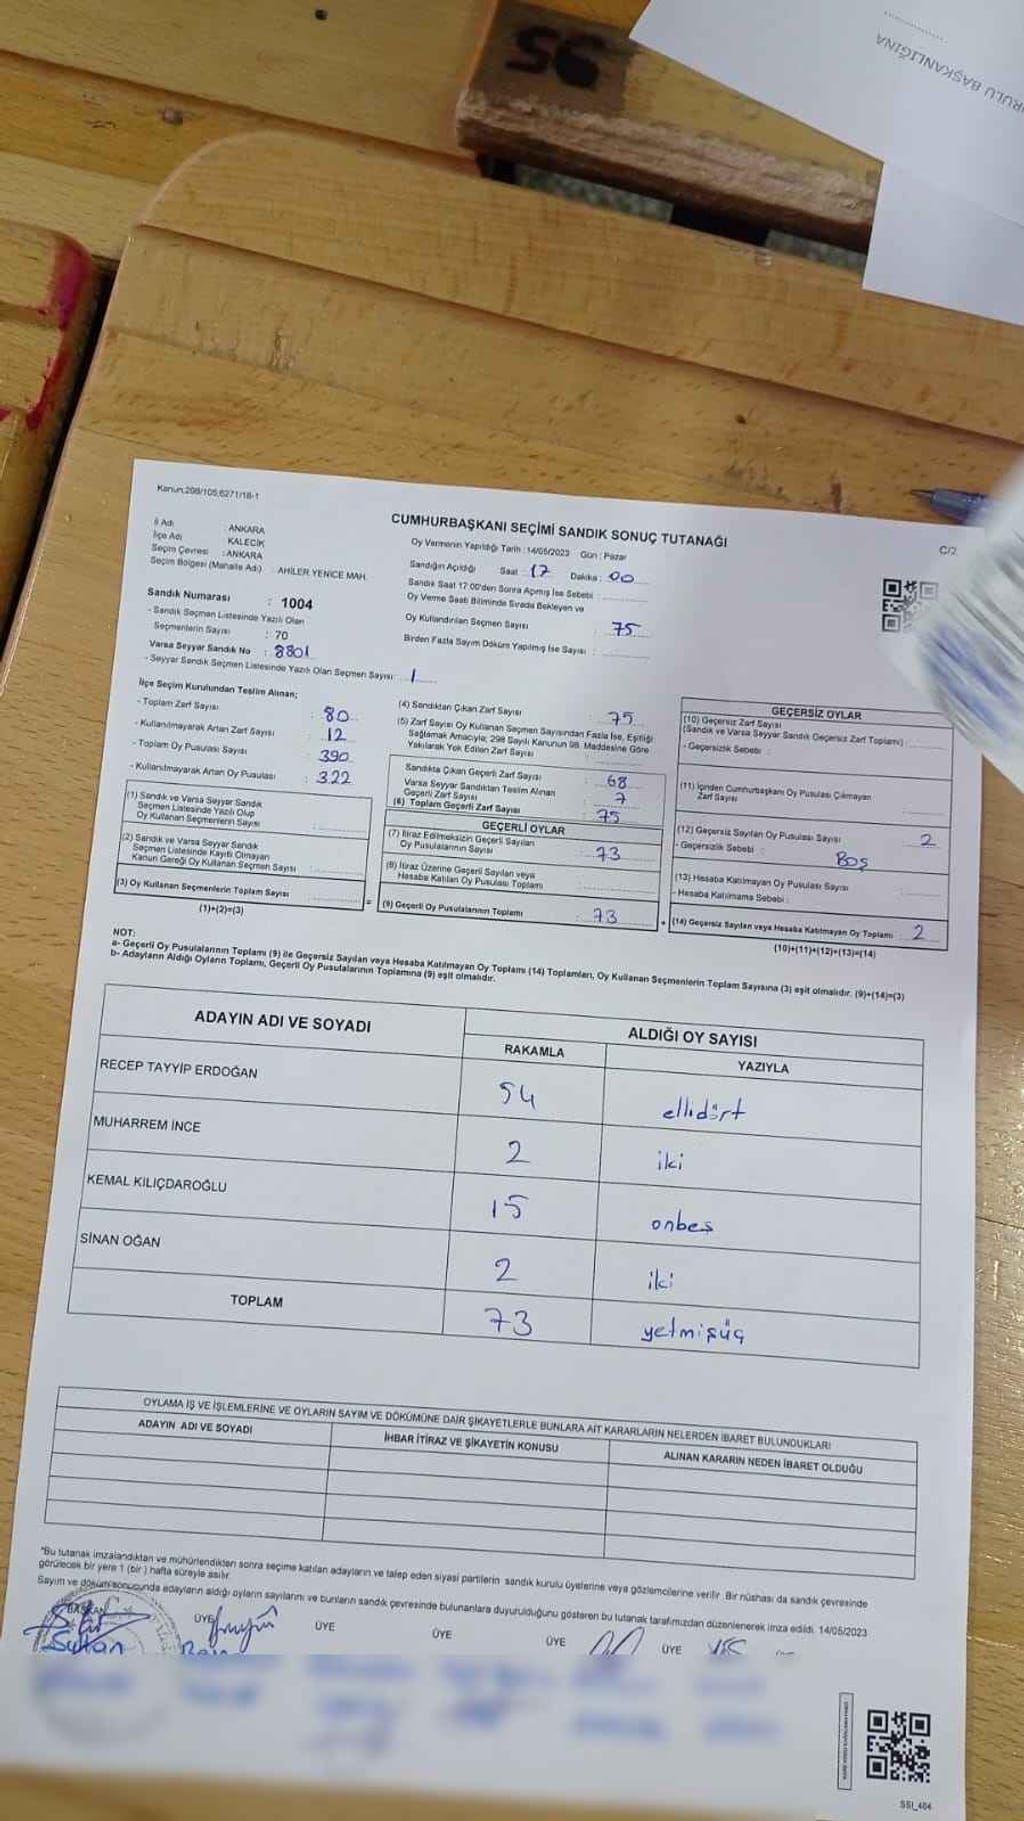 RULU BAŞKANLIĞINA
Kanun:298/105,6271/18-1
CUMHURBAŞKANI SEÇİMİ SANDIK SONUÇ TUTANAĞI
C/2
İl Adı ANKARA
İlçe Adı KALECİK
Seçim Çevresi : ANKARA
Seçim Bölgesi (Mahalle Adı) : AHİLER YENİCE MAH.
Oy Vermenin Yapıldığı Tarih : 14/05/2023 Gün : Pazar
Sandığın Açıldığı Saat : 17 Dakika : 00
Sandık Saat 17:00'den Sonra Açmış İse Sebebi :
Oy Verme Saati Bitiminde Sırada Bekleyen ve
Oy Kullandırılan Seçmen Sayısı : 75
Birden Fazla Sayım Döküm Yapılmış İse Sayısı :
Sandık Numarası : 1004
- Sandık Seçmen Listesinde Yazılı Olan
Seçmenlerin Sayısı : 70
Varsa Seyyar Sandık No : 8801
- Seyyar Sandık Seçmen Listesinde Yazılı Olan Seçmen Sayısı : 1
İlçe Seçim Kurulundan Teslim Alınan;
- Toplam Zarf Sayısı : 80
- Kullanılmayarak Artan Zarf Sayısı : 12
- Toplam Oy Pusulası Sayısı : 390
- Kullanılmayarak Artan Oy Pusulası : 322
(1) Sandık ve Varsa Seyyar Sandık
Seçmen Listesinde Yazılı Olup
Oy Kullanan Seçmenlerin Sayısı
(2) Sandık ve Varsa Seyyar Sandık
Seçmen Listesinde Kayıtlı Olmayan
Kanun Gereği Oy Kullanan Seçmen Sayısı
(3) Oy Kullanan Seçmenlerin Toplam Sayısı
(1)+(2)=(3)
(4) Sandıktan Çıkan Zarf Sayısı : 75
(5) Zarf Sayısı Oy Kullanan Seçmen Sayısından Fazla İse, Eşitliği
Sağlamak Amacıyla; 298 Sayılı Kanunun 98. Maddesine Göre
Yakılarak Yok Edilen Zarf Sayısı
Sandıkta Çıkan Geçerli Zarf Sayısı : 68
Varsa Seyyar Sandıktan Teslim Alınan
Geçerli Zarf Sayısı : 7
(6) Toplam Geçerli Zarf Sayısı : 75
GEÇERLİ OYLAR
(7) İtiraz Edilmeksizin Geçerli Sayılan
Oy Pusulalarının Sayısı : 73
(8) İtiraz Üzerine Geçerli Sayılan veya
Hesaba Katılan Oy Pusulası Toplamı
(9) Geçerli Oy Pusulalarının Toplamı : 73
GEÇERSİZ OYLAR
(10) Geçersiz Zarf Sayısı
(Sandık ve Varsa Seyyar Sandık Geçersiz Zarf Toplamı)
- Geçersizlik Sebebi :
(11) İçinden Cumhurbaşkanı Oy Pusulası Çıkmayan
Zarf Sayısı
(12) Geçersiz Sayılan Oy Pusulası Sayısı 2
- Geçersizlik Sebebi : Boş
(13) Hesaba Katılmayan Oy Pusulası Sayısı
- Hesaba Katılmama Sebebi :
(14) Geçersiz Sayılan veya Hesaba Katılmayan Oy Toplamı 2
(10)+(11)+(12)+(13)=(14)
NOT:
a- Geçerli Oy Pusulalarının Toplamı (9) ile Geçersiz Sayılan veya Hesaba Katılmayan Oy Toplamı (14) Toplamları, Oy Kullanan Seçmenlerin Toplam Sayısına (3) eşit olmalıdır. (9)+(14)=(3)
b- Adayların Aldığı Oyların Toplamı, Geçerli Oy Pusulalarının Toplamına (9) eşit olmalıdır.
ADAYIN ADI VE SOYADI ALDIĞI OY SAYISI
RAKAMLA YAZIYLA
RECEP TAYYİP ERDOĞAN 54 ellidört
MUHARREM İNCE 2 iki
KEMAL KILIÇDAROĞLU 15 onbeş
SİNAN OĞAN 2 iki
TOPLAM 73 yetmişüç
OYLAMA İŞ VE İŞLEMLERİNE VE OYLARIN SAYIM VE DÖKÜMÜNE DAİR ŞİKAYETLERLE BUNLARA AİT KARARLARIN NELERDEN İBARET BULUNDUKLARI
ADAYIN ADI VE SOYADI İHBAR İTİRAZ VE ŞİKAYETİN KONUSU ALINAN KARARIN NEDEN İBARET OLDUĞU
"Bu tutanak imzalandıktan ve mühürlendikten sonra seçime katılan adayların ve talep eden siyasi partilerin sandık kurulu üyelerine veya gözlemcilerine verilir. Bir nüshası da sandık çevresinde
görülecek bir yere 1 (bir ) hafta süreyle asılır.
Sayım ve döküm sonucunda adayların aldığı oyların sayılarını ve bunların sandık çevresinde bulunanlara duyurulduğunu gösteren bu tutanak tarafımızdan düzenlenerek imza edildi. 14/05/2023
BAŞKAN ÜYE ÜYE ÜYE ÜYE ÜYE
Sultan
SSI_464